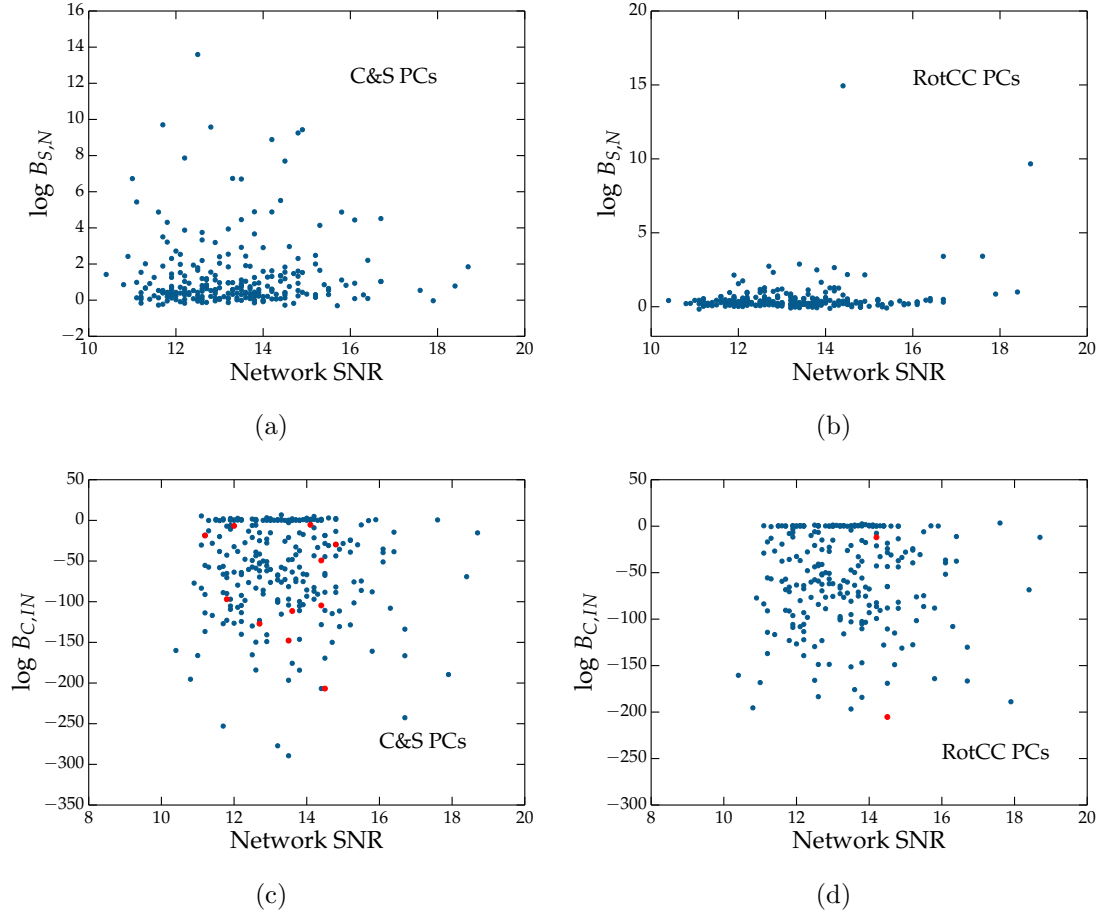 16
14
12
10
8
6
4
2
0
−2
log B_{S,N}
C&S PCs
10 12 14 16 18 20
Network SNR
(a)
20
15
10
5
0
log B_{S,N}
RotCC PCs
10 12 14 16 18 20
Network SNR
(b)
50
0
−50
−100
−150
−200
−250
−300
−350
log B_{C,IN}
C&S PCs
8 10 12 14 16 18 20
Network SNR
(c)
50
0
−50
−100
−150
−200
−250
−300
log B_{C,IN}
RotCC PCs
8 10 12 14 16 18 20
Network SNR
(d)